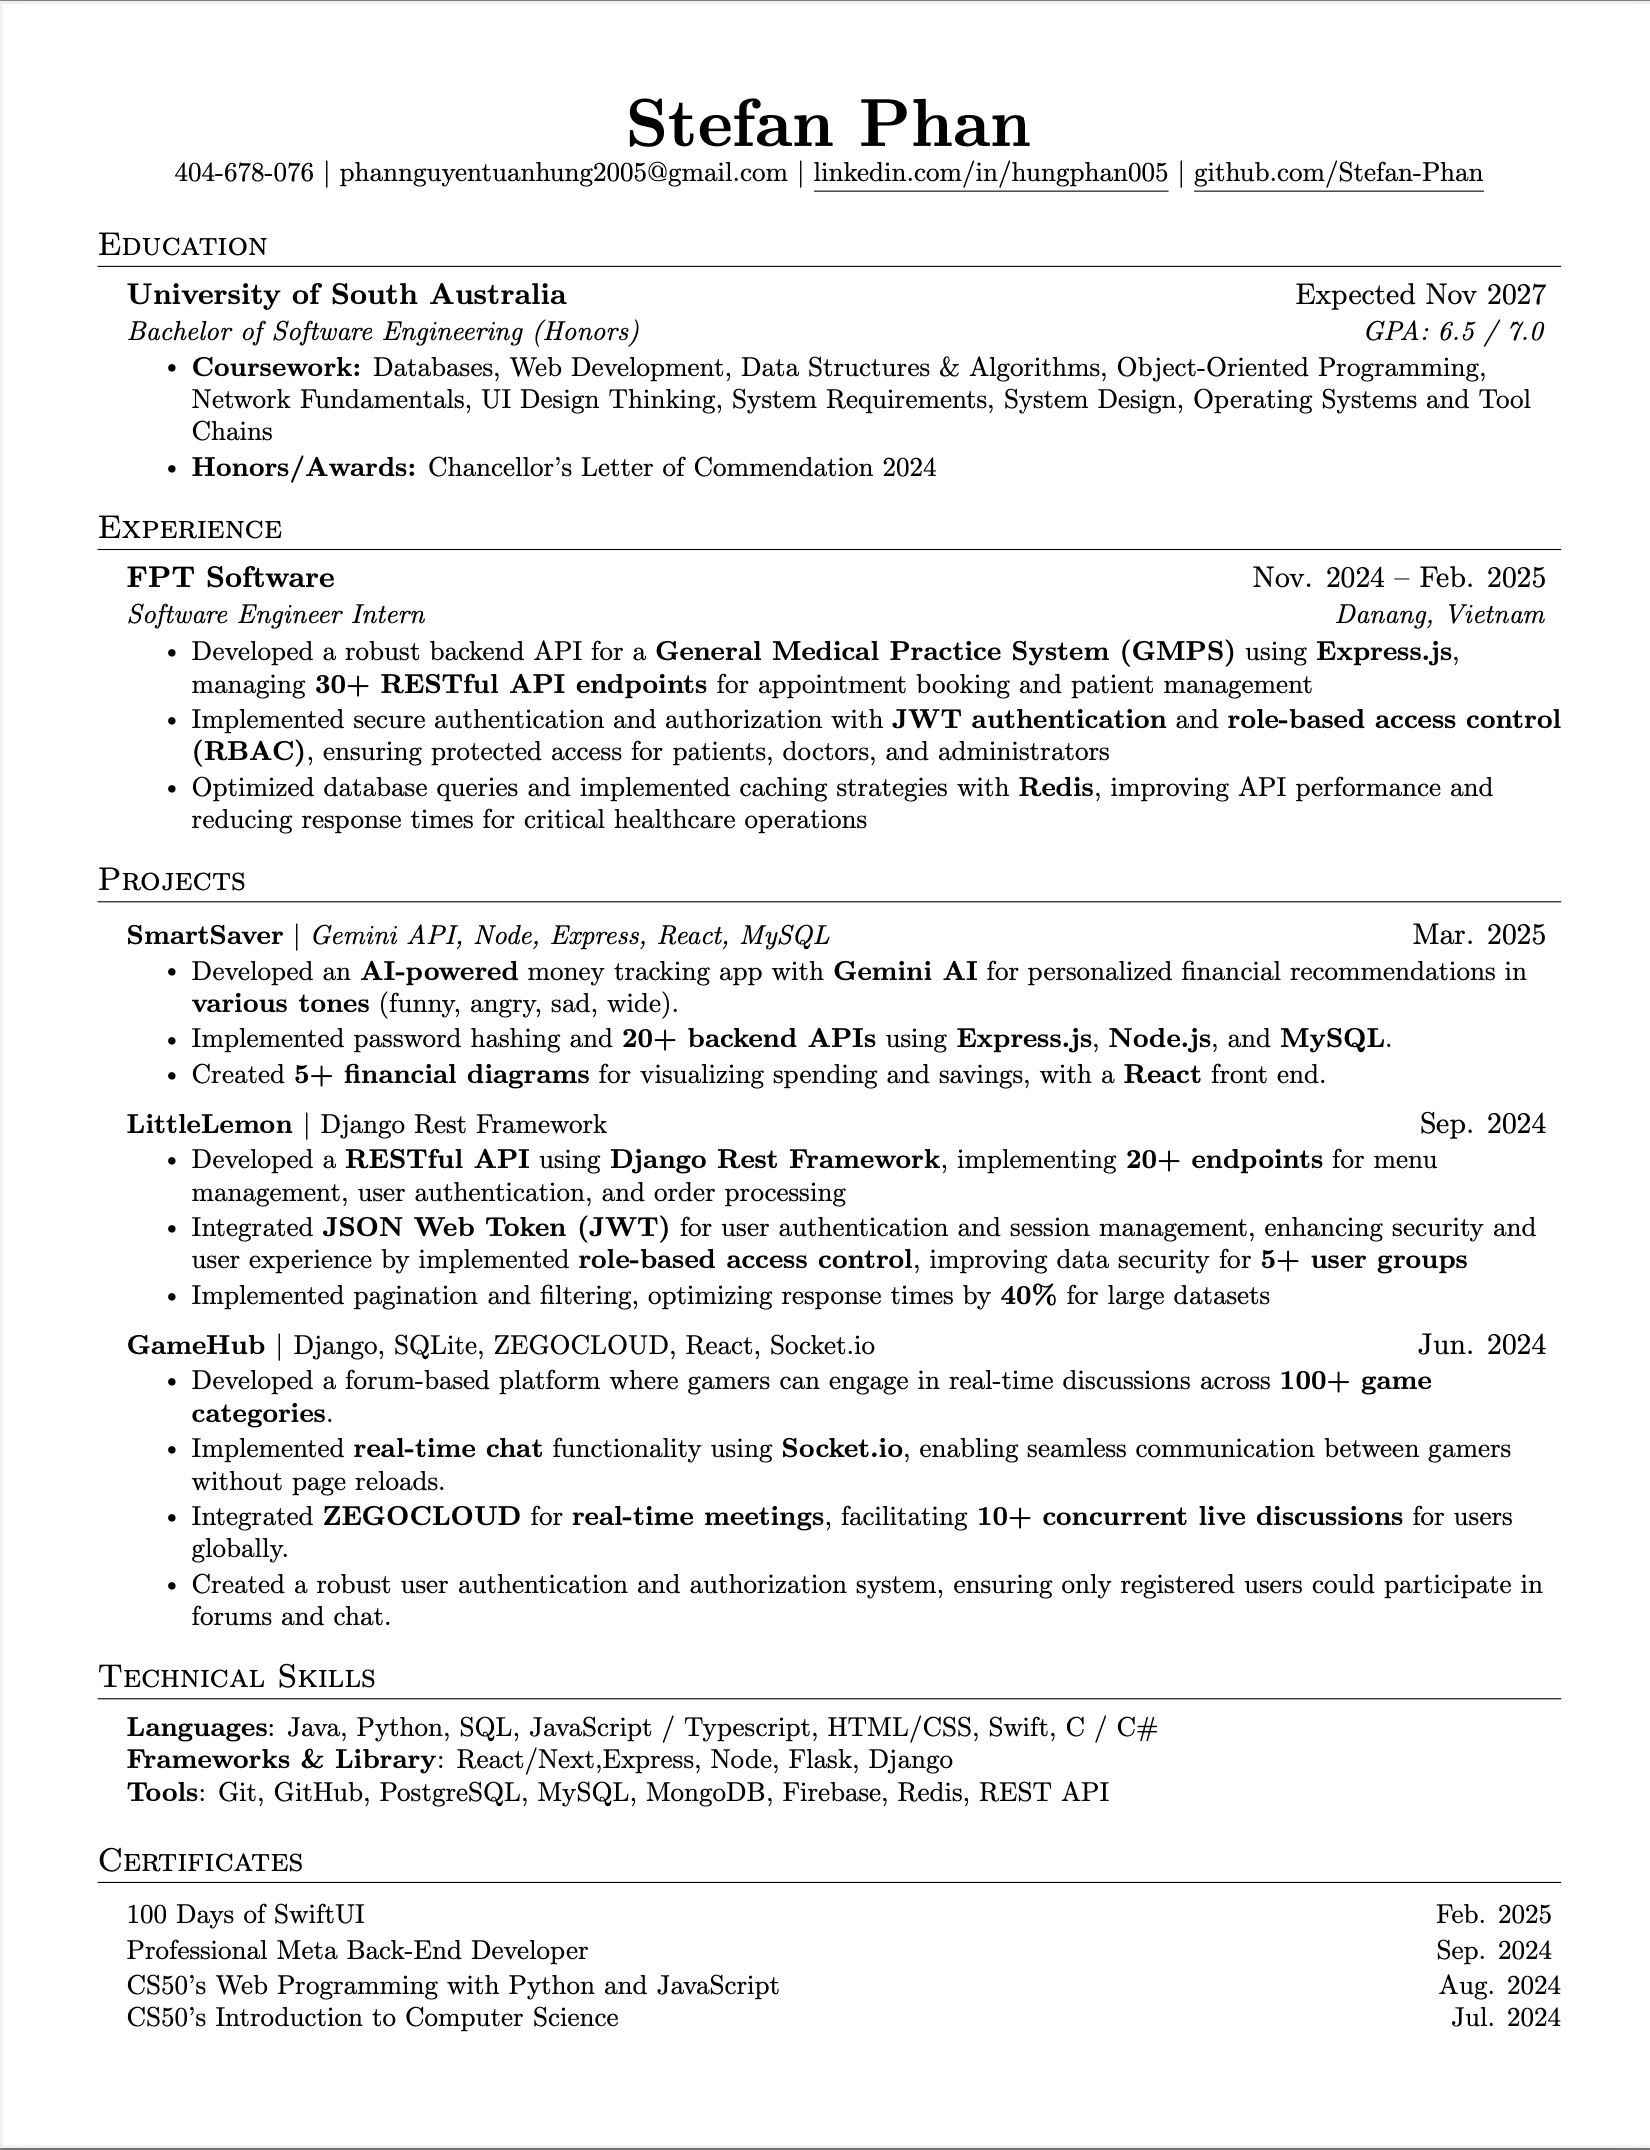 Stefan Phan
404-678-076 | phannguyentuanhung2005@gmail.com | linkedin.com/in/hungphan005 | github.com/Stefan-Phan
Education
University of South Australia Expected Nov 2027
Bachelor of Software Engineering (Honors) GPA: 6.5 / 7.0
• Coursework: Databases, Web Development, Data Structures & Algorithms, Object-Oriented Programming,
Network Fundamentals, UI Design Thinking, System Requirements, System Design, Operating Systems and Tool
Chains
• Honors/Awards: Chancellor's Letter of Commendation 2024
Experience
FPT Software Nov. 2024 – Feb. 2025
Software Engineer Intern Danang, Vietnam
• Developed a robust backend API for a General Medical Practice System (GMPS) using Express.js,
managing 30+ RESTful API endpoints for appointment booking and patient management
• Implemented secure authentication and authorization with JWT authentication and role-based access control
(RBAC), ensuring protected access for patients, doctors, and administrators
• Optimized database queries and implemented caching strategies with Redis, improving API performance and
reducing response times for critical healthcare operations
Projects
SmartSaver | Gemini API, Node, Express, React, MySQL Mar. 2025
• Developed an AI-powered money tracking app with Gemini AI for personalized financial recommendations in
various tones (funny, angry, sad, wide).
• Implemented password hashing and 20+ backend APIs using Express.js, Node.js, and MySQL.
• Created 5+ financial diagrams for visualizing spending and savings, with a React front end.
LittleLemon | Django Rest Framework Sep. 2024
• Developed a RESTful API using Django Rest Framework, implementing 20+ endpoints for menu
management, user authentication, and order processing
• Integrated JSON Web Token (JWT) for user authentication and session management, enhancing security and
user experience by implemented role-based access control, improving data security for 5+ user groups
• Implemented pagination and filtering, optimizing response times by 40% for large datasets
GameHub | Django, SQLite, ZEGOCLOUD, React, Socket.io Jun. 2024
• Developed a forum-based platform where gamers can engage in real-time discussions across 100+ game
categories.
• Implemented real-time chat functionality using Socket.io, enabling seamless communication between gamers
without page reloads.
• Integrated ZEGOCLOUD for real-time meetings, facilitating 10+ concurrent live discussions for users
globally.
• Created a robust user authentication and authorization system, ensuring only registered users could participate in
forums and chat.
Technical Skills
Languages: Java, Python, SQL, JavaScript / Typescript, HTML/CSS, Swift, C / C#
Frameworks & Library: React/Next,Express, Node, Flask, Django
Tools: Git, GitHub, PostgreSQL, MySQL, MongoDB, Firebase, Redis, REST API
Certificates
100 Days of SwiftUI Feb. 2025
Professional Meta Back-End Developer Sep. 2024
CS50's Web Programming with Python and JavaScript Aug. 2024
CS50's Introduction to Computer Science Jul. 2024